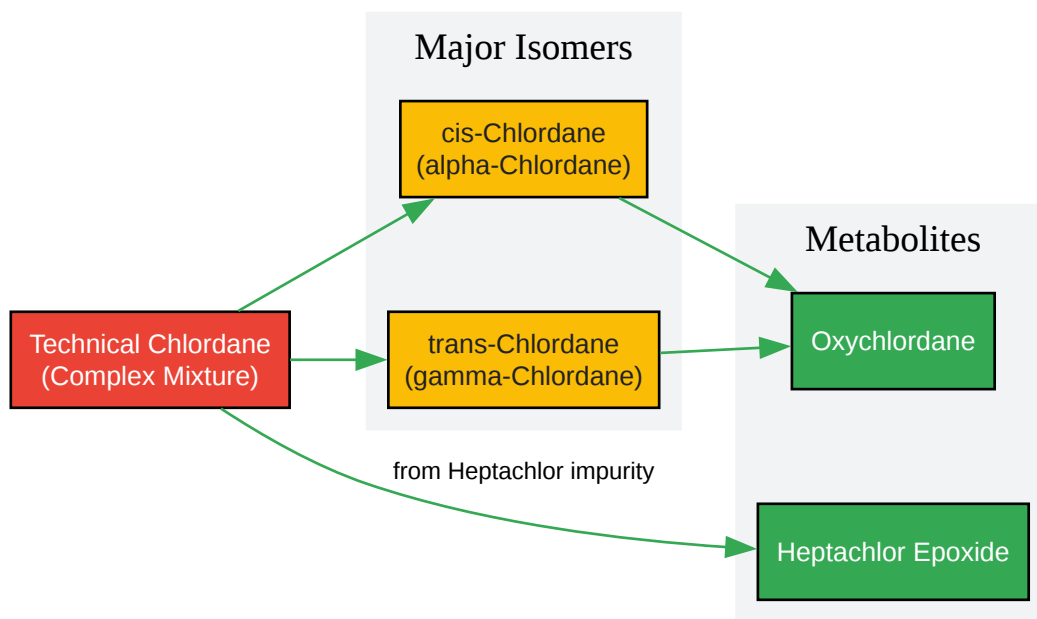 Major Isomers
cis-Chlordane
(alpha-Chlordane)
Metabolites
Technical Chlordane
(Complex Mixture)
trans-Chlordane
(gamma-Chlordane)
Oxychlordane
from Heptachlor impurity
Heptachlor Epoxide